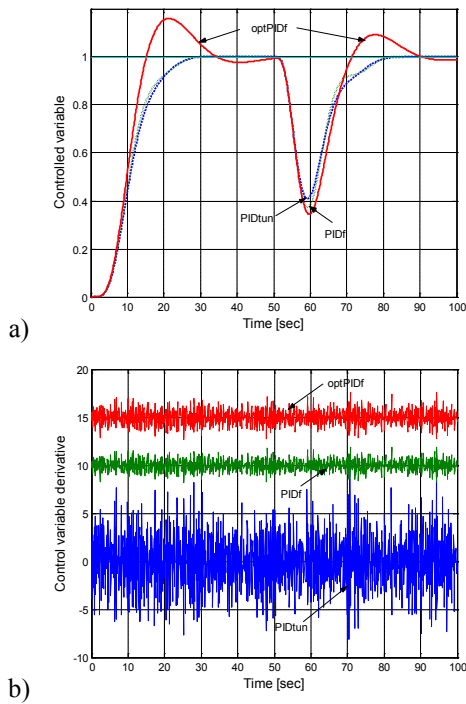 optPIDf
1
0.8
0.6
0.4
0.2
0
Controlled variable
PIDtun
PIDf
0 10 20 30 40 50 60 70 80 90 100
Time [sec]
a)
20
15
10
5
0
-5
-10
Control variable derivative
optPIDf
PIDf
PIDtun
0 10 20 30 40 50 60 70 80 90 100
Time [sec]
b)